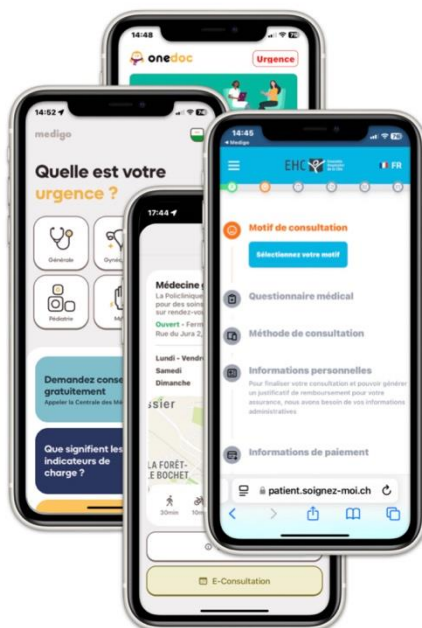 14:48
onedoc
Urgence
14:52
medigo
Quelle est votre
urgence ?
Générale
Pédiatrie
Demandez conse
gratuitement
Appeler la Centrale des Mé
Que signifient les
indicateurs de
charge ?
17:44
Médecine
La Policlinique
pour des soins
sur rendez-vous
Ouvert - Ferm
Rue du Jura 2,
Lundi - Vendre
Samedi
Dimanche
ssier
LA FORÊT-
LE BOCHET
30min
E-Consultation
14:45
Medigo
EHC
FR
Motif de consultation
Sélectionnez votre motif
Questionnaire médical
Méthode de consultation
Informations personnelles
Pour finaliser votre consultation et pouvoir générer
un justificatif de remboursement pour votre
assurance, nous avons besoin de vos informations
administratives
Informations de paiement
patient.soignez-moi.ch